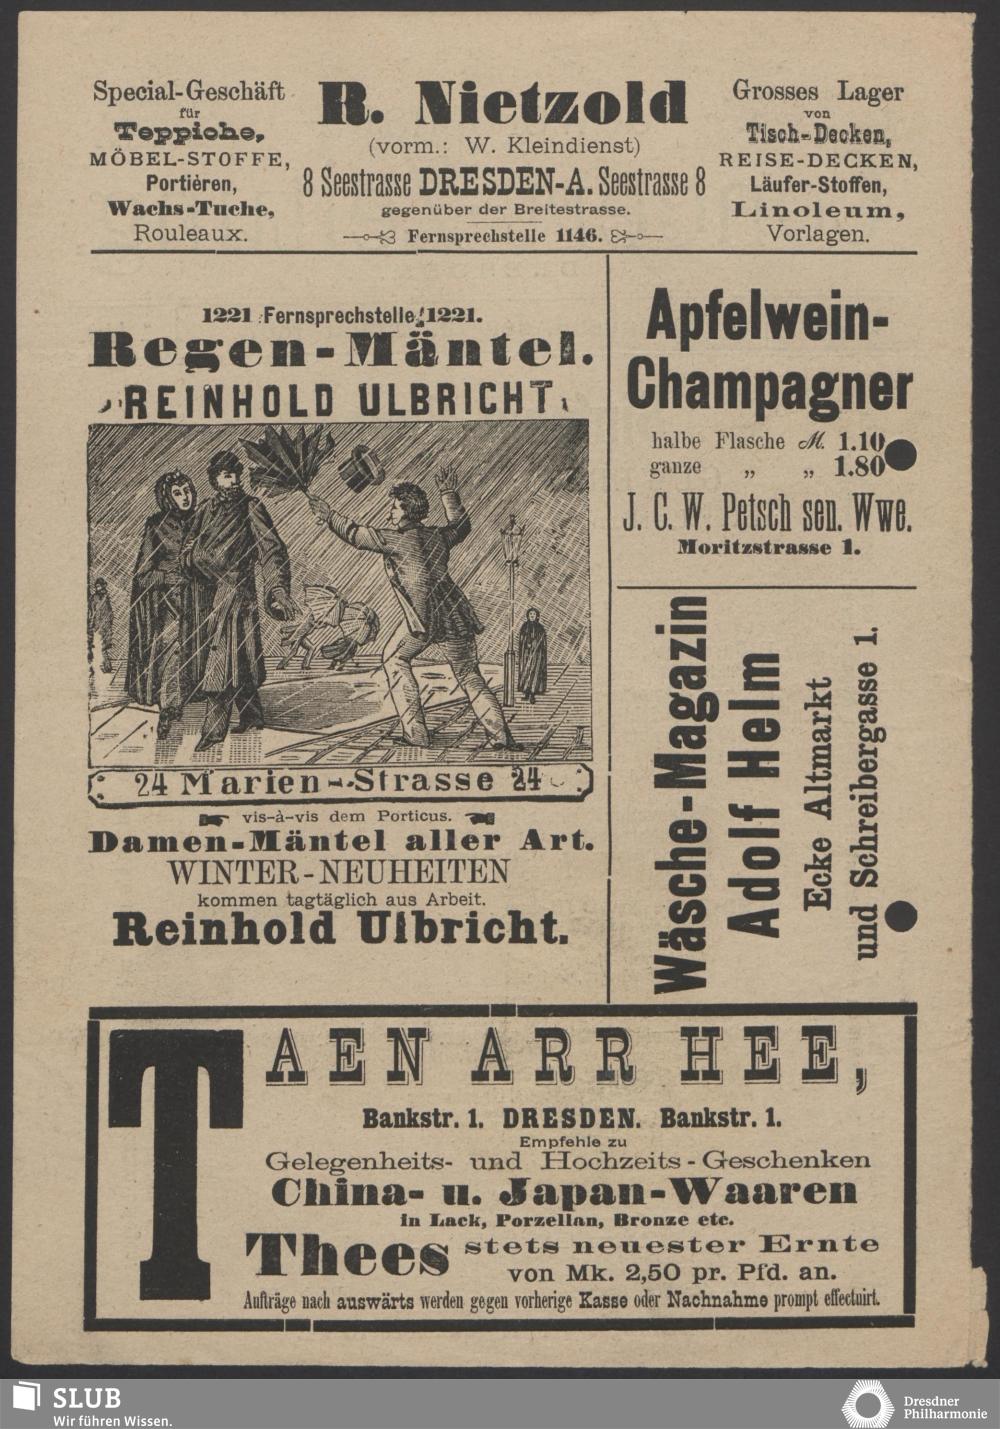 Special-Geschäft
für
Teppiche,
MÖBEL-STOFFE,
Portièren,
Wachs-Tuche,
Rouleaux.
R. Nietzold
(vorm.: W. Kleindienst)
8 Seestrasse DRESDEN-A. Seestrasse 8
gegenüber der Breitestrasse.
Fernsprechstelle 1146.
Grosses Lager
von
Tisch-Decken,
REISE-DECKEN,
Läufer-Stoffen,
Linoleum,
Vorlagen.
1221 Fernsprechstelle 1221.
Regen-Mäntel.
REINHOLD ULBRICHT
24 Marien-Strasse 24
vis-à-vis dem Porticus.
Damen-Mäntel aller Art.
WINTER-NEUHEITEN
kommen tagtäglich aus Arbeit.
Reinhold Ulbricht.
Apfelwein-
Champagner
halbe Flasche M. 1.10
ganze „ „ 1.80
J. C. W. Petsch sen. Wwe.
Moritzstrasse 1.
Wäsche-Magazin
Adolf Helm
Ecke Altmarkt
und Schreibergasse 1.
TAEN ARR HEE,
Bankstr. 1. DRESDEN. Bankstr. 1.
Empfehle zu
Gelegenheits- und Hochzeits-Geschenken
China- u. Japan-Waaren
in Lack, Porzellan, Bronze etc.
Thees stets neuester Ernte
von Mk. 2,50 pr. Pfd. an.
Aufträge nach auswärts werden gegen vorherige Kasse oder Nachnahme prompt effectuirt.
SLUB
Wir führen Wissen.
Dresdner
Philharmonie